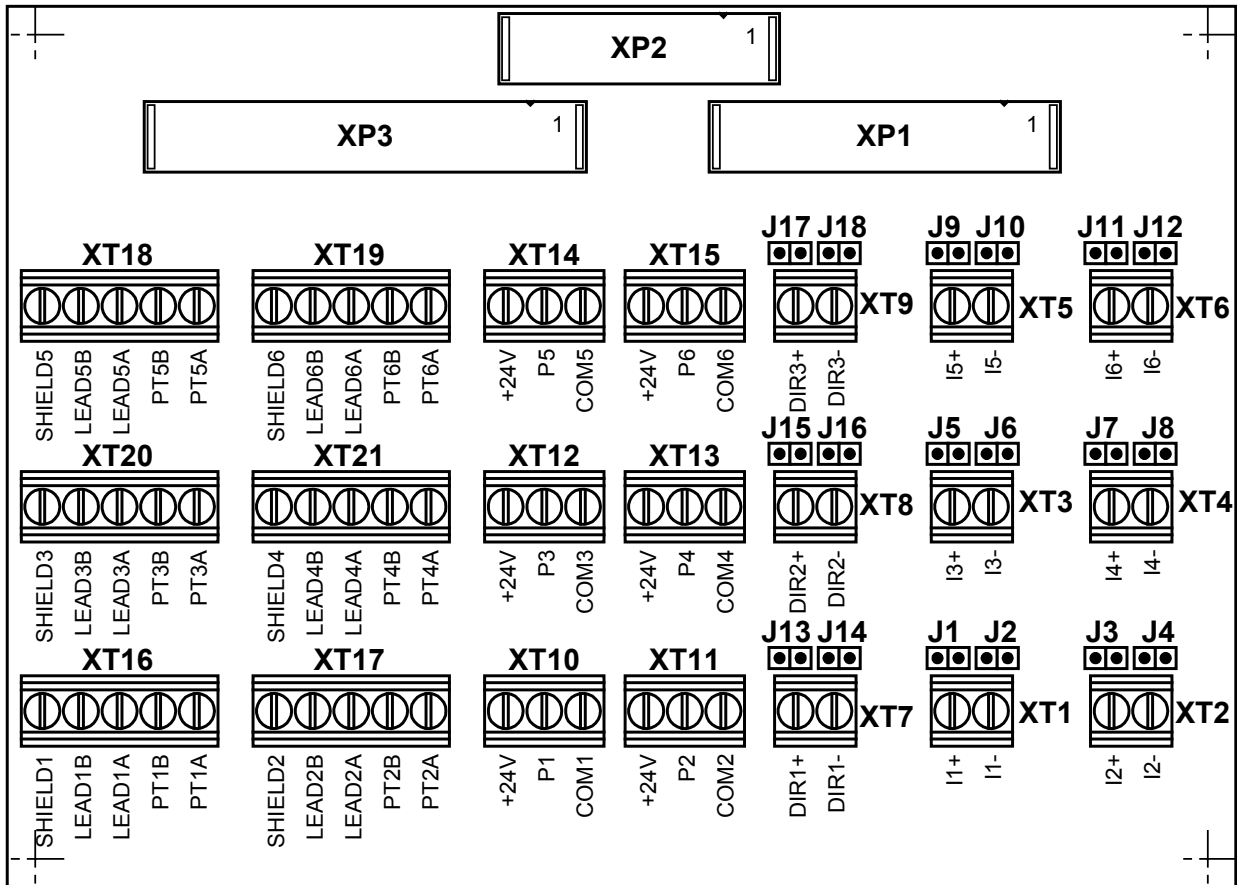 XP2 1
XP3 1 XP1 1
J17 J18 J9 J10 J11 J12
XT18 XT19 XT14 XT15
XT9 XT5 XT6
SHIELD5 LEAD5B LEAD5A PT5B PT5A SHIELD6 LEAD6B LEAD6A PT6B PT6A +24V P5 COM5 +24V P6 COM6 DIR3+ DIR3- I5+ I5- I6+ I6-
J15 J16 J5 J6 J7 J8
XT20 XT21 XT12 XT13
XT8 XT3 XT4
SHIELD3 LEAD3B LEAD3A PT3B PT3A SHIELD4 LEAD4B LEAD4A PT4B PT4A +24V P3 COM3 +24V P4 COM4 DIR2+ DIR2- I3+ I3- I4+ I4-
J13 J14 J1 J2 J3 J4
XT16 XT17 XT10 XT11
XT7 XT1 XT2
SHIELD1 LEAD1B LEAD1A PT1B PT1A SHIELD2 LEAD2B LEAD2A PT2B PT2A +24V P1 COM1 +24V P2 COM2 DIR1+ DIR1- I1+ I1- I2+ I2-